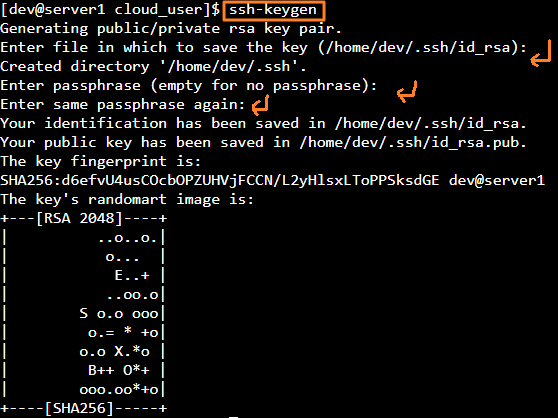 [dev@server1 cloud_user]$ ssh-keygen
Generating public/private rsa key pair.
Enter file in which to save the key (/home/dev/.ssh/id_rsa):
Created directory '/home/dev/.ssh'.
Enter passphrase (empty for no passphrase):
Enter same passphrase again:
Your identification has been saved in /home/dev/.ssh/id_rsa.
Your public key has been saved in /home/dev/.ssh/id_rsa.pub.
The key fingerprint is:
SHA256:d6efvU4usCOcbOPZUHVjFCCN/L2yHlsxLToPPSksdGE dev@server1
The key's randomart image is:
+---[RSA 2048]----+
|          ..o..o.|
|           o...  |
|            E..+ |
|           ..oo.o|
|        S o.o ooo|
|         o.= * +o|
|        o.o X.*o |
|         B++ O*+ |
|        ooo.oo*+o|
+----[SHA256]-----+